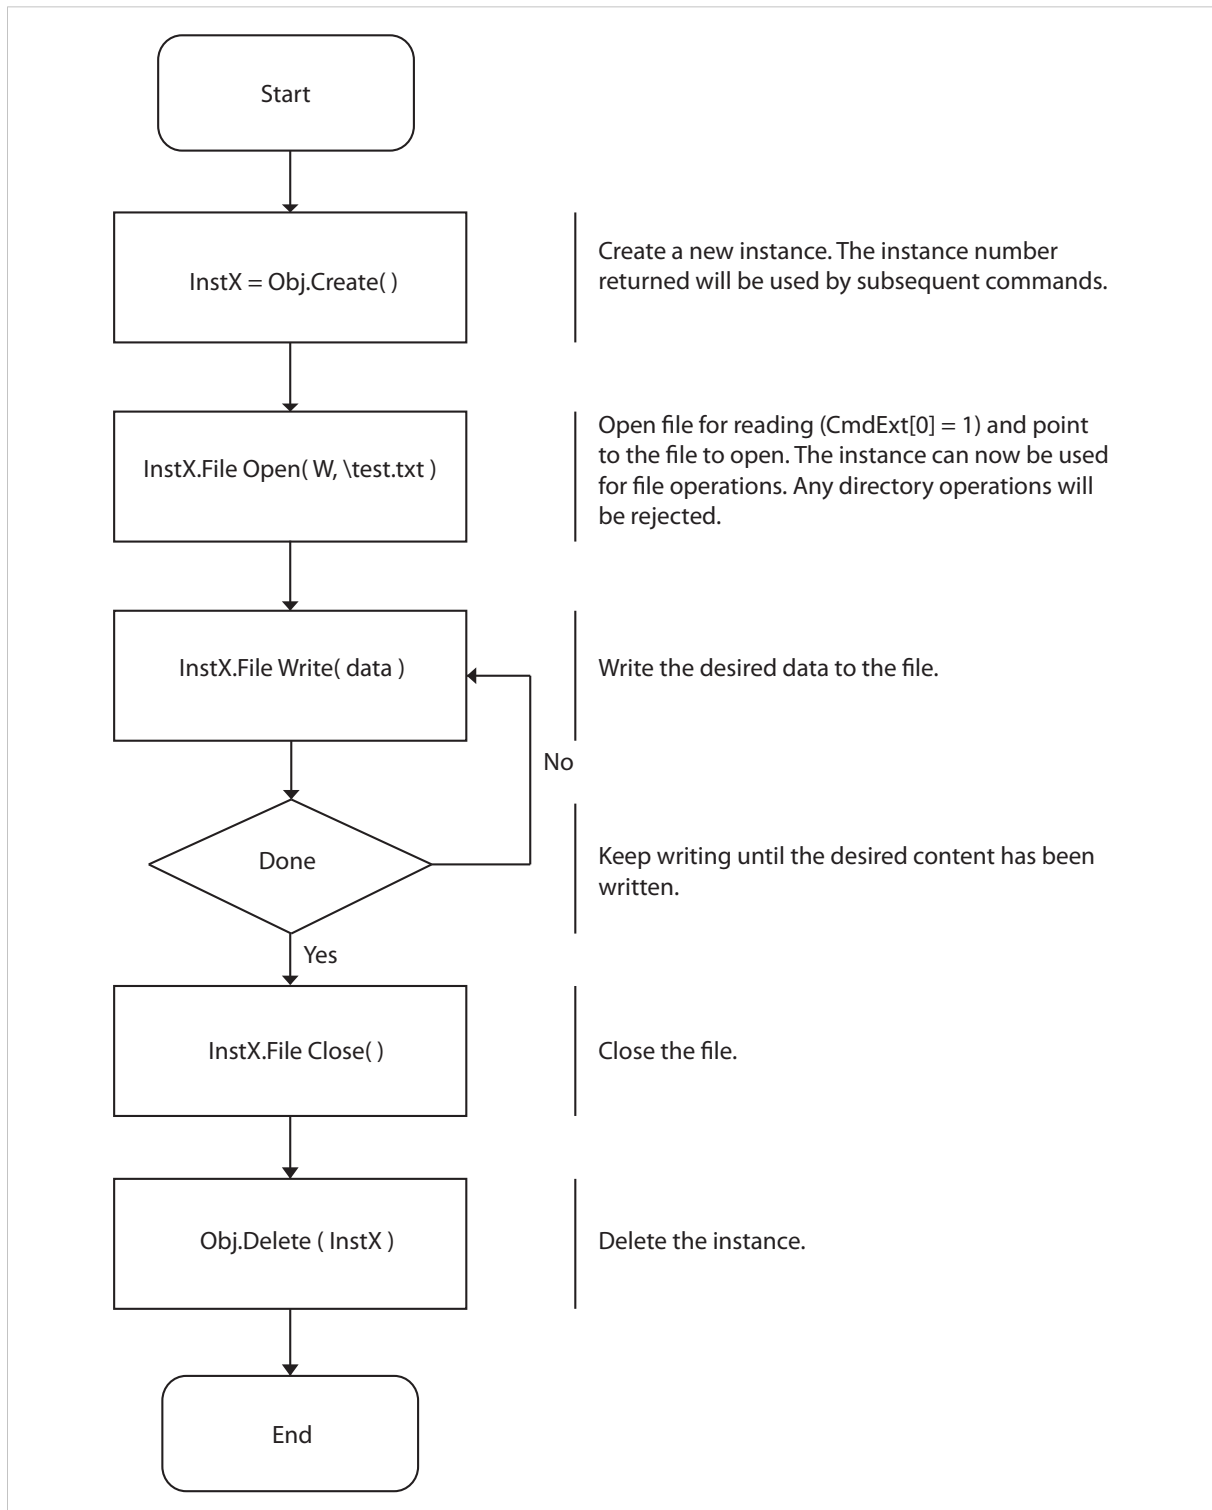 Start
InstX = Obj.Create( )
Create a new instance. The instance number
returned will be used by subsequent commands.
InstX.File Open( W, \test.txt )
Open file for reading (CmdExt[0] = 1) and point
to the file to open. The instance can now be used
for file operations. Any directory operations will
be rejected.
InstX.File Write( data )
Write the desired data to the file.
No
Done
Keep writing until the desired content has been
written.
Yes
InstX.File Close( )
Close the file.
Obj.Delete ( InstX )
Delete the instance.
End